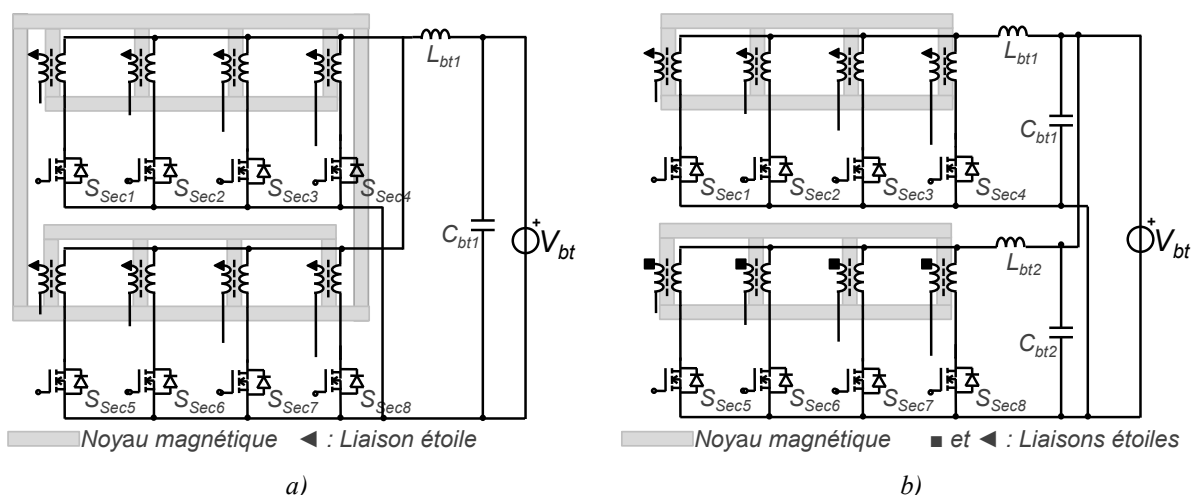 L_bt1
S_Sec1 S_Sec2 S_Sec3 S_Sec4
C_bt1
+
V_bt
S_Sec5 S_Sec6 S_Sec7 S_Sec8
Noyau magnétique ◄ : Liaison étoile
a)
L_bt1
C_bt1
S_Sec1 S_Sec2 S_Sec3 S_Sec4
+
V_bt
L_bt2
C_bt2
S_Sec5 S_Sec6 S_Sec7 S_Sec8
Noyau magnétique ■ et ◄ : Liaisons étoiles
b)